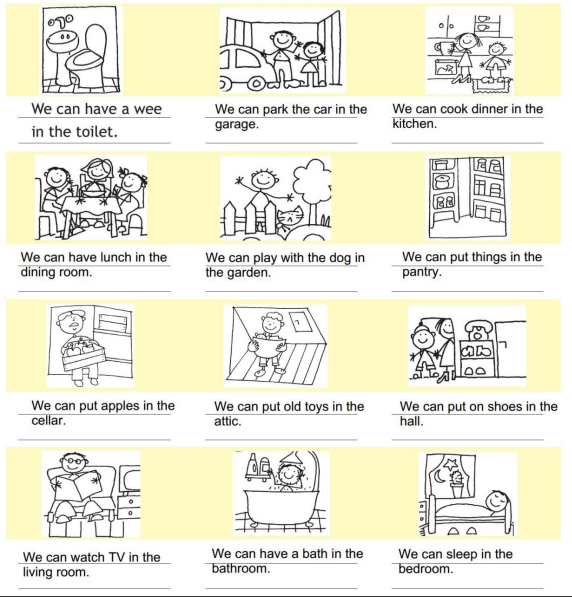 We can have a wee
in the toilet.
We can park the car in the
garage.
We can cook dinner in the
kitchen.
We can have lunch in the
dining room.
We can play with the dog in
the garden.
We can put things in the
pantry.
We can put apples in the
cellar.
We can put old toys in the
attic.
We can put on shoes in the
hall.
We can watch TV in the
living room.
We can have a bath in the
bathroom.
We can sleep in the
bedroom.